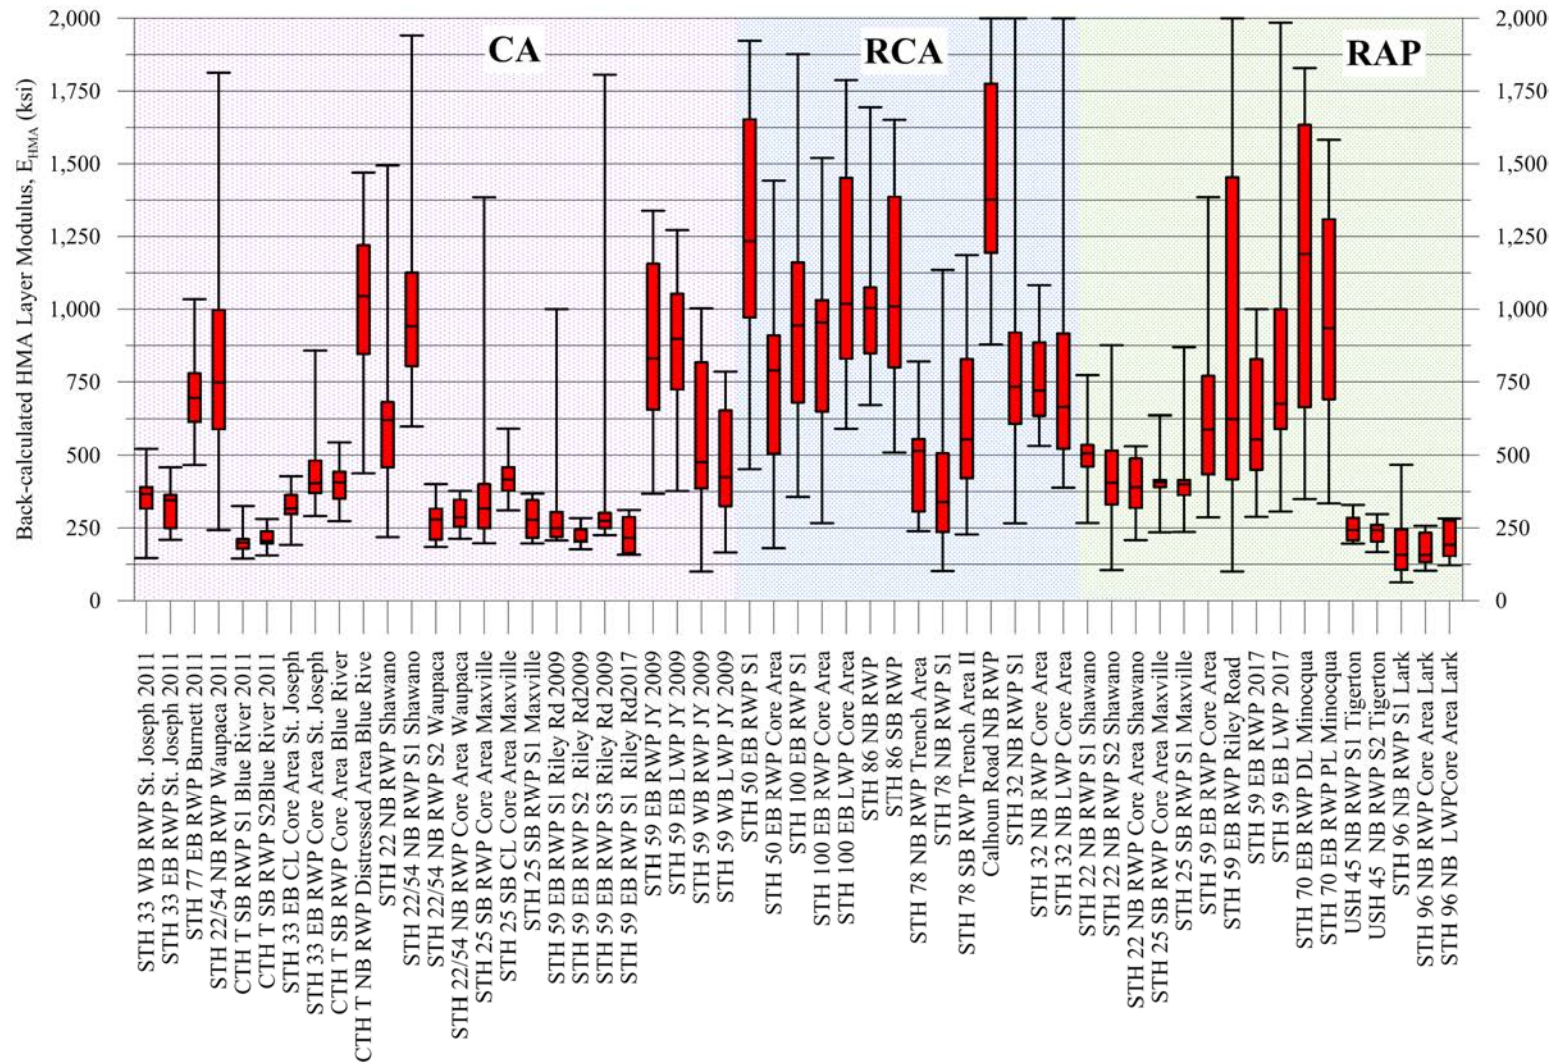 CA
RCA
RAP
Back-calculated HMA Layer Modulus, E_HMA (ksi)
2,000
1,750
1,500
1,250
1,000
750
500
250
0
2,000
1,750
1,500
1,250
1,000
750
500
250
0
STH 33 WB RWP St. Joseph 2011
STH 33 EB RWP St. Joseph 2011
STH 77 EB RWP Burnett 2011
STH 22/54 NB RWP Waupaca 2011
CTH T SB RWP S1 Blue River 2011
CTH T SB RWP S2Blue River 2011
STH 33 EB CL Core Area St. Joseph
STH 33 EB RWP Core Area St. Joseph
CTH T SB RWP Core Area Blue River
CTH T NB RWP Distressed Area Blue Rive
STH 22 NB RWP Shawano
STH 22/54 NB RWP S1 Shawano
STH 22/54 NB RWP S2 Waupaca
STH 22/54 NB RWP Core Area Waupaca
STH 25 SB RWP Core Area Maxville
STH 25 SB CL Core Area Maxville
STH 25 SB RWP S1 Maxville
STH 59 EB RWP S1 Riley Rd 2009
STH 59 EB RWP S2 Riley Rd2009
STH 59 EB RWP S3 Riley Rd 2009
STH 59 EB RWP S1 Riley Rd2017
STH 59 EB RWP JY 2009
STH 59 EB LWP JY 2009
STH 59 WB RWP JY 2009
STH 59 WB LWP JY 2009
STH 50 EB RWP S1
STH 50 EB RWP Core Area
STH 100 EB RWP S1
STH 100 EB RWP Core Area
STH 100 EB LWP Core Area
STH 86 NB RWP
STH 86 SB RWP
STH 78 NB RWP Trench Area
STH 78 NB RWP S1
STH 78 SB RWP Trench Area II
Calhoun Road NB RWP
STH 32 NB RWP S1
STH 32 NB RWP Core Area
STH 32 NB LWP Core Area
STH 22 NB RWP S1 Shawano
STH 22 NB RWP S2 Shawano
STH 22 NB RWP Core Area Shawano
STH 25 SB RWP Core Area Maxville
STH 25 SB RWP S1 Maxville
STH 59 EB RWP Core Area
STH 59 EB RWP Riley Road
STH 59 EB RWP 2017
STH 59 EB LWP 2017
STH 70 EB RWP DL Minocqua
STH 70 EB RWP PL Minocqua
USH 45 NB RWP S1 Tigerton
USH 45 NB RWP S2 Tigerton
STH 96 NB RWP S1 Lark
STH 96 NB RWP Core Area Lark
STH 96 NB LWPCore Area Lark